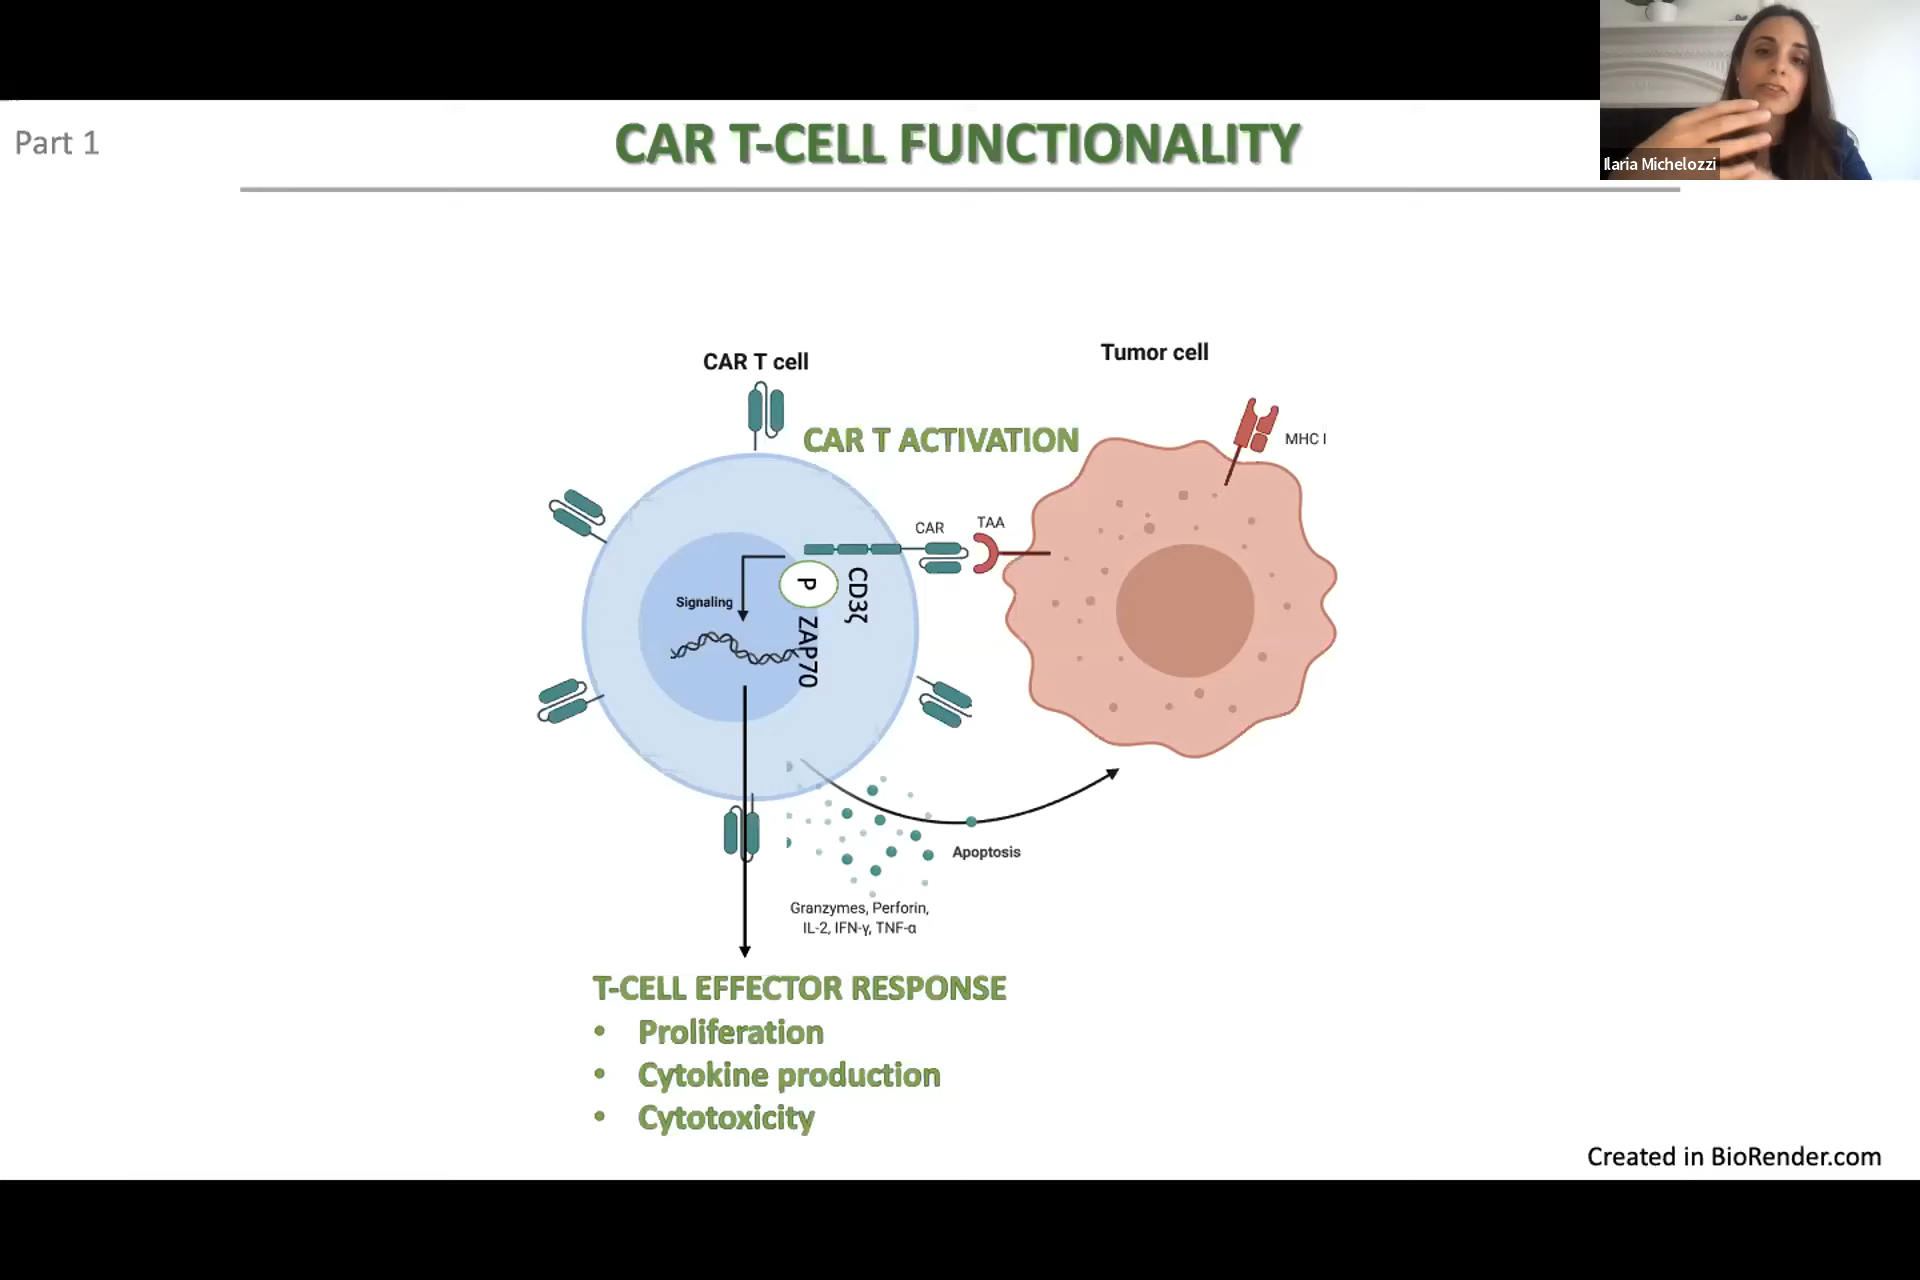 Part 1
CAR T-CELL FUNCTIONALITY
Ilaria Michelozzi
CAR T cell
Tumor cell
CAR T ACTIVATION
MHC I
CAR
TAA
CD3ζ
P
Signaling
ZAP70
Apoptosis
Granzymes, Perforin,
IL-2, IFN-γ, TNF-α
T-CELL EFFECTOR RESPONSE
• Proliferation
• Cytokine production
• Cytotoxicity
Created in BioRender.com